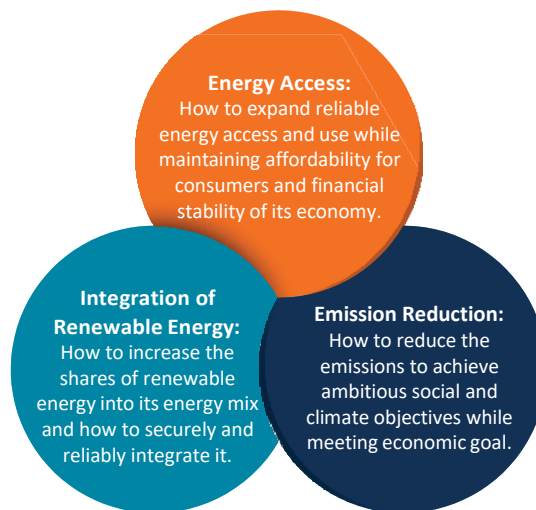 Energy Access:
How to expand reliable
energy access and use while
maintaining affordability for
consumers and financial
stability of its economy.
Integration of
Renewable Energy:
How to increase the
shares of renewable
energy into its energy mix
and how to securely and
reliably integrate it.
Emission Reduction:
How to reduce the
emissions to achieve
ambitious social and
climate objectives while
meeting economic goal.